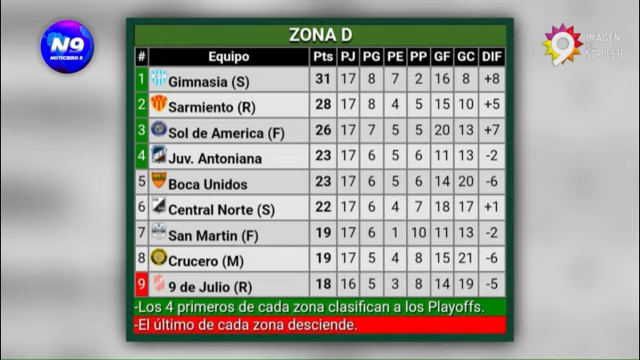 N9
NOTICIERO 9
IMAGEN
DEL
NORDESTE
ZONA D
# Equipo Pts PJ PG PE PP GF GC DIF
1 Gimnasia (S) 31 17 8 7 2 16 8 +8
2 Sarmiento (R) 28 17 8 4 5 15 10 +5
3 Sol de America (F) 26 17 7 5 5 20 13 +7
4 Juv. Antoniana 23 17 6 5 6 11 13 -2
5 Boca Unidos 23 17 6 5 6 14 20 -6
6 Central Norte (S) 22 17 6 4 7 18 17 +1
7 San Martin (F) 19 17 6 1 10 11 13 -2
8 Crucero (M) 19 17 5 4 8 15 21 -6
9 9 de Julio (R) 18 16 5 3 8 14 19 -5
-Los 4 primeros de cada zona clasifican a los Playoffs.
-El último de cada zona desciende.